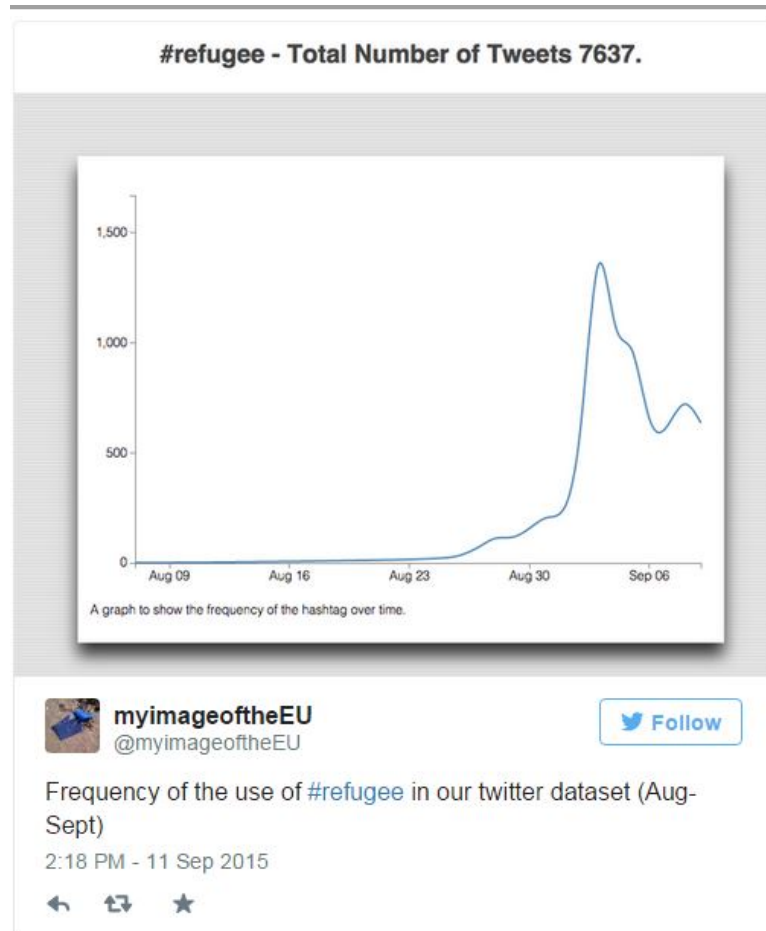 #refugee - Total Number of Tweets 7637.
1,500
1,000
500
0
Aug 09 Aug 16 Aug 23 Aug 30 Sep 06
A graph to show the frequency of the hashtag over time.
myimageoftheEU
@myimageoftheEU
Follow
Frequency of the use of #refugee in our twitter dataset (Aug-
Sept)
2:18 PM - 11 Sep 2015